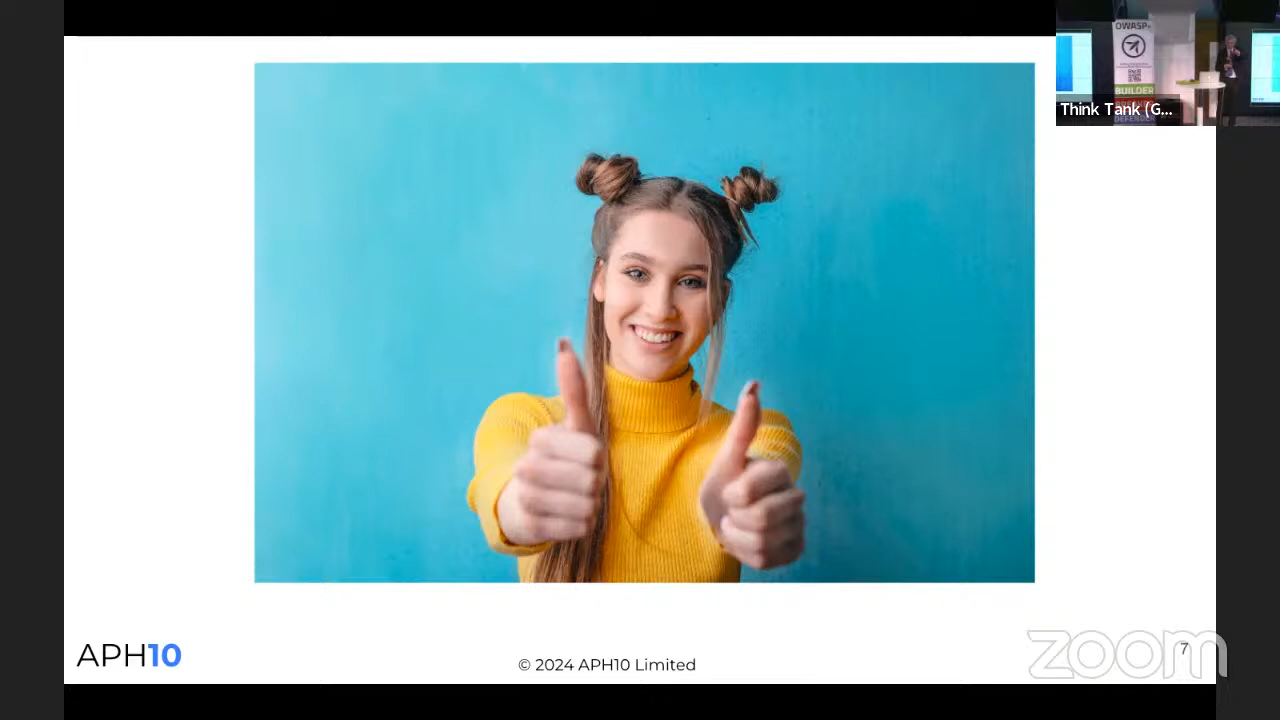 OWASP
BUILDER
Think Tank (G...
APH10
© 2024 APH10 Limited
zoom
7